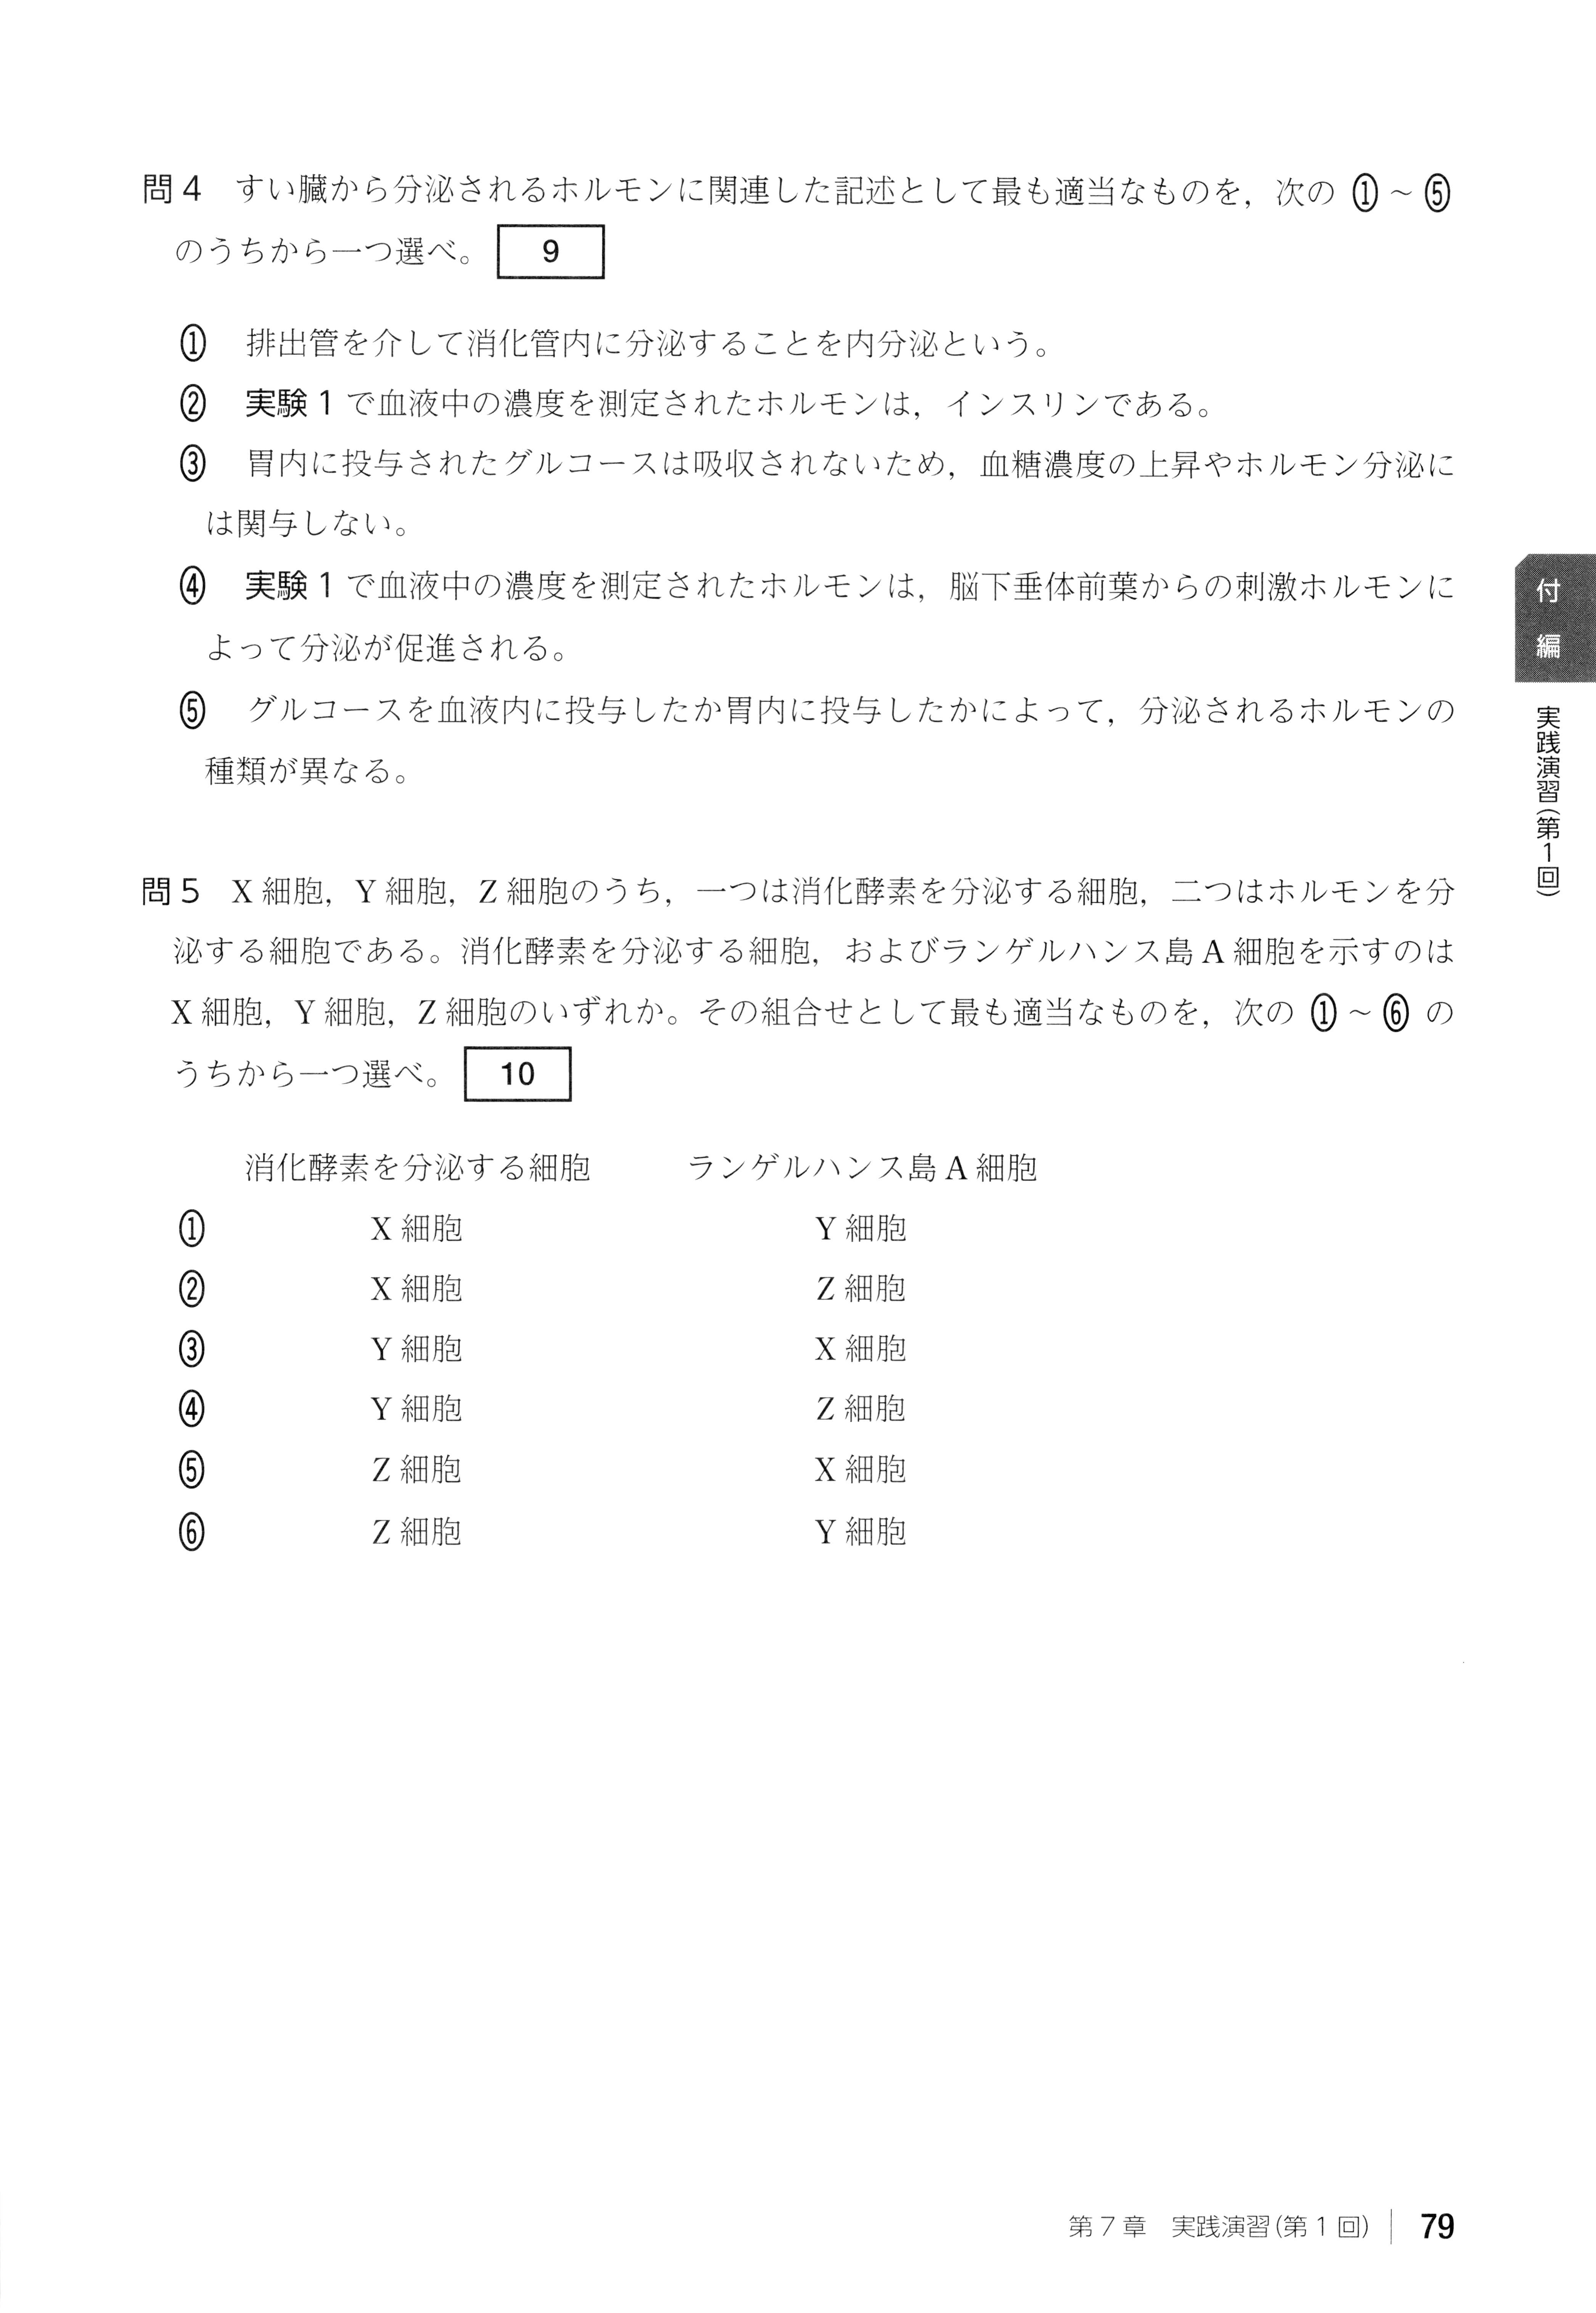 問4 すい臓から分泌されるホルモンに関連した記述として最も適当なものを，次の ①～⑤
のうちから一つ選べ。 9
① 排出管を介して消化管内に分泌することを内分泌という。
② 実験1で血液中の濃度を測定されたホルモンは，インスリンである。
③ 胃内に投与されたグルコースは吸収されないため，血糖濃度の上昇やホルモン分泌に
は関与しない。
④ 実験1で血液中の濃度を測定されたホルモンは，脳下垂体前葉からの刺激ホルモンに
よって分泌が促進される。
⑤ グルコースを血液内に投与したか胃内に投与したかによって，分泌されるホルモンの
種類が異なる。
問5 X細胞，Y細胞，Z細胞のうち，一つは消化酵素を分泌する細胞，二つはホルモンを分
泌する細胞である。消化酵素を分泌する細胞，およびランゲルハンス島A細胞を示すのは
X細胞，Y細胞，Z細胞のいずれか。その組合せとして最も適当なものを，次の ①～⑥ の
うちから一つ選べ。 10
消化酵素を分泌する細胞 ランゲルハンス島A細胞
① X細胞 Y細胞
② X細胞 Z細胞
③ Y細胞 X細胞
④ Y細胞 Z細胞
⑤ Z細胞 X細胞
⑥ Z細胞 Y細胞
付編
実践演習(第1回)
第7章 実践演習(第1回) 79